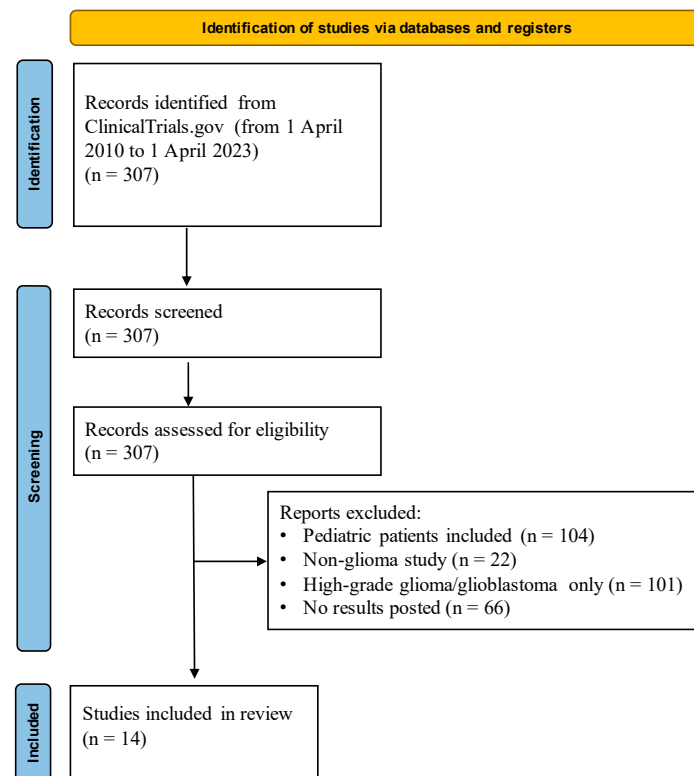 Identification of studies via databases and registers
Identification
Records identified from
ClinicalTrials.gov (from 1 April
2010 to 1 April 2023)
(n = 307)
Screening
Records screened
(n = 307)
Records assessed for eligibility
(n = 307)
Reports excluded:
• Pediatric patients included (n = 104)
• Non-glioma study (n = 22)
• High-grade glioma/glioblastoma only (n = 101)
• No results posted (n = 66)
Included
Studies included in review
(n = 14)